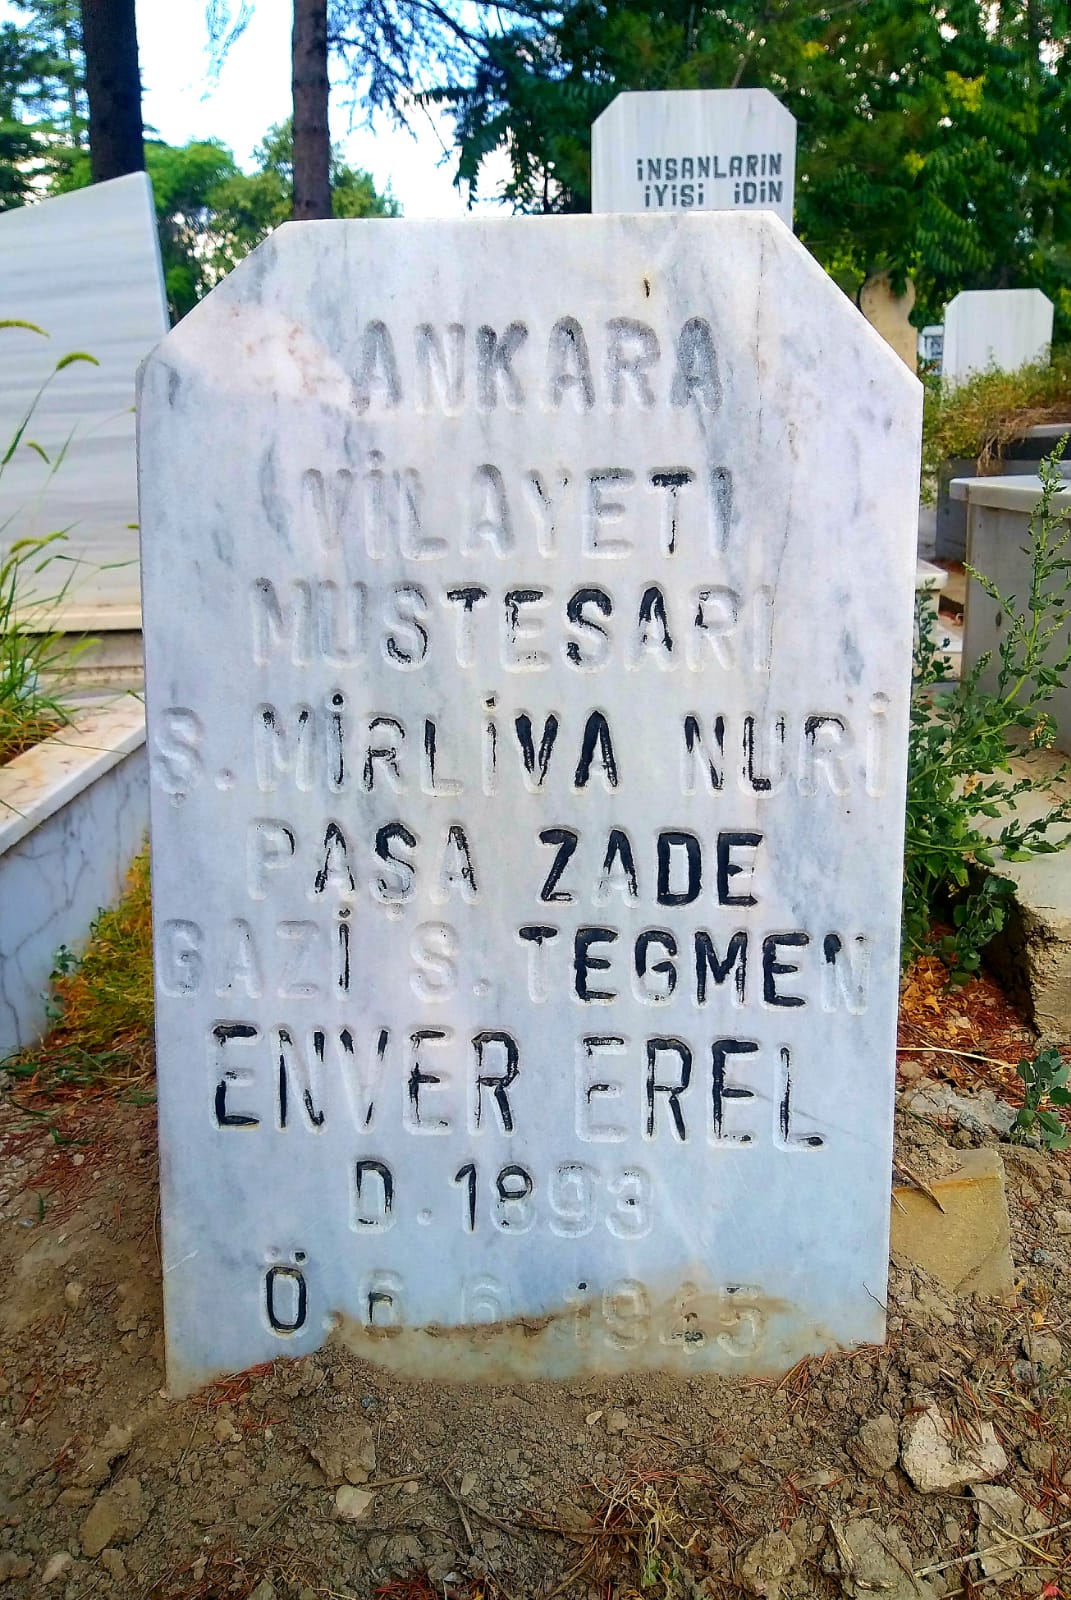 İNSANLARIN
İYİSİ İDİN
ANKARA
VİLAYETI
MUSTESARI
Ş. MİRLİVA NURİ
PAŞA ZADE
GAZİ S. TEGMEN
ENVER EREL
D. 1893
Ö. 6.6.1945